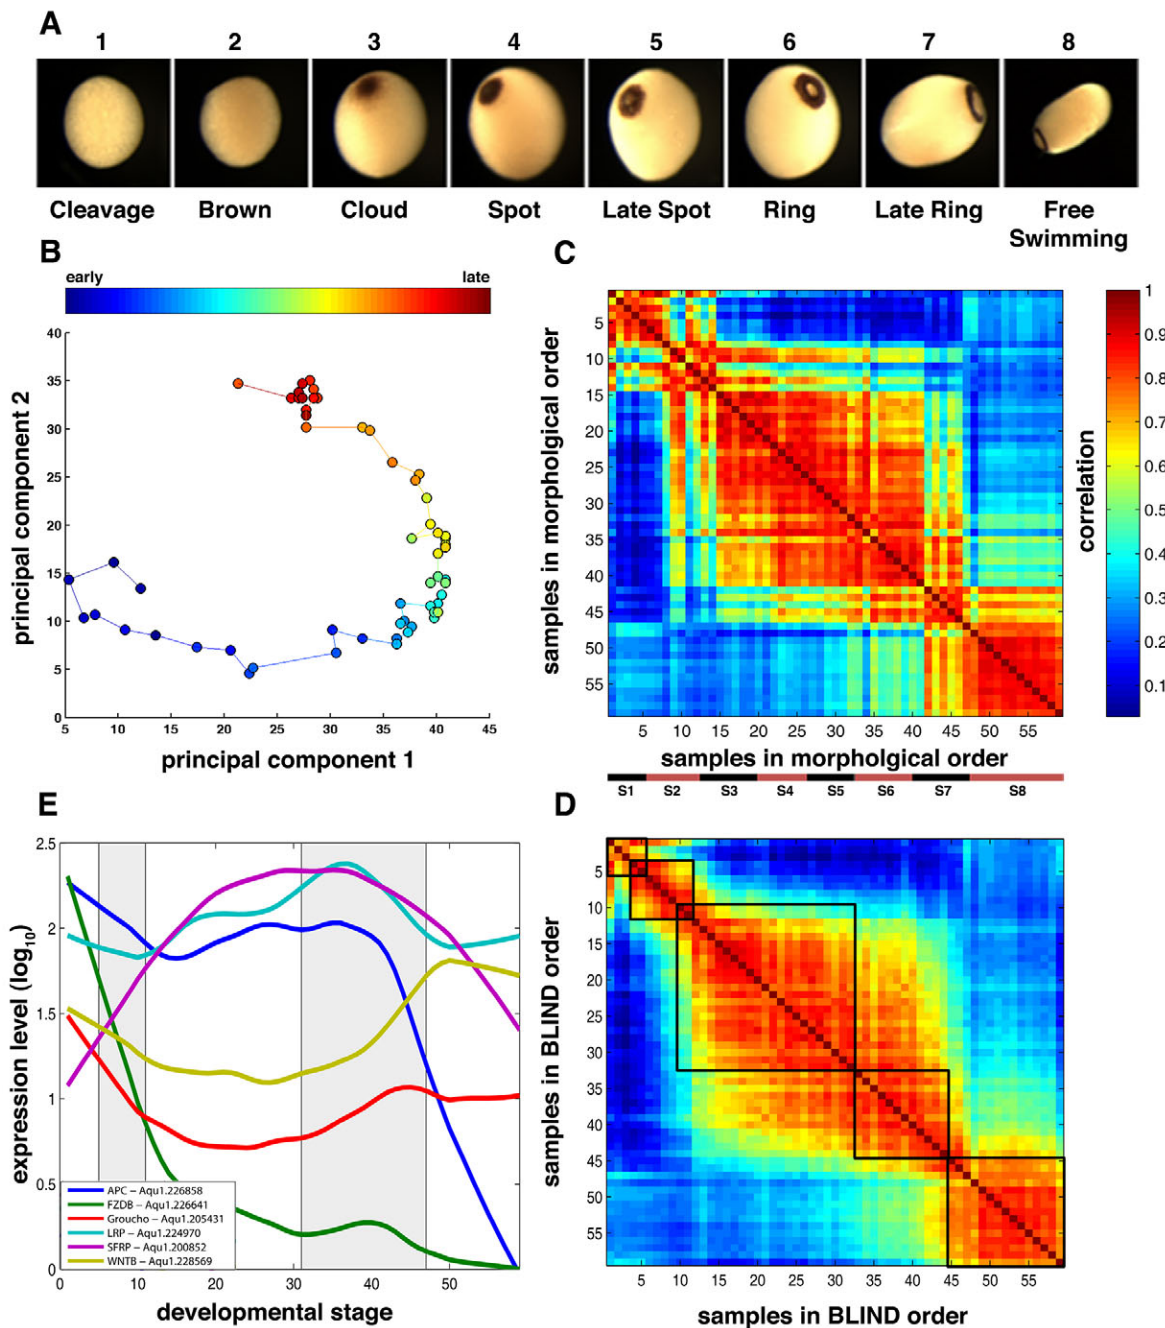 A
1 2 3 4 5 6 7 8
Cleavage Brown Cloud Spot Late Spot Ring Late Ring Free
Swimming
B
early late
40
35
30
25
20
15
10
5
0
5 10 15 20 25 30 35 40 45
principal component 2
principal component 1
C
5
10
15
20
25
30
35
40
45
50
55
5 10 15 20 25 30 35 40 45 50 55
samples in morpholgical order
samples in morpholgical order
1
0.9
0.8
0.7
0.6
0.5
0.4
0.3
0.2
0.1
correlation
S1 S2 S3 S4 S5 S6 S7 S8
E
2.5
2
1.5
1
0.5
0
0 10 20 30 40 50
expression level (log10)
APC – Aqu1.226858
FZDB – Aqu1.226641
Groucho – Aqu1.205431
LRP – Aqu1.224970
SFRP – Aqu1.200852
WNTB – Aqu1.228569
developmental stage
D
5
10
15
20
25
30
35
40
45
50
55
5 10 15 20 25 30 35 40 45 50 55
samples in BLIND order
samples in BLIND order